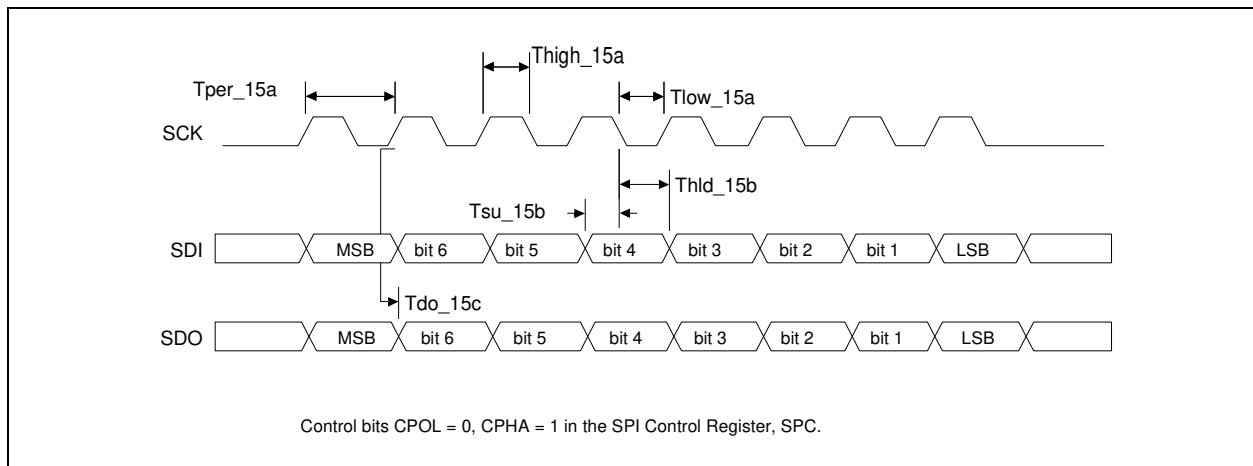 Thigh_15a
Tper_15a
Tlow_15a
SCK
Thld_15b
Tsu_15b
SDI MSB bit 6 bit 5 bit 4 bit 3 bit 2 bit 1 LSB
Tdo_15c
SDO MSB bit 6 bit 5 bit 4 bit 3 bit 2 bit 1 LSB
Control bits CPOL = 0, CPHA = 1 in the SPI Control Register, SPC.